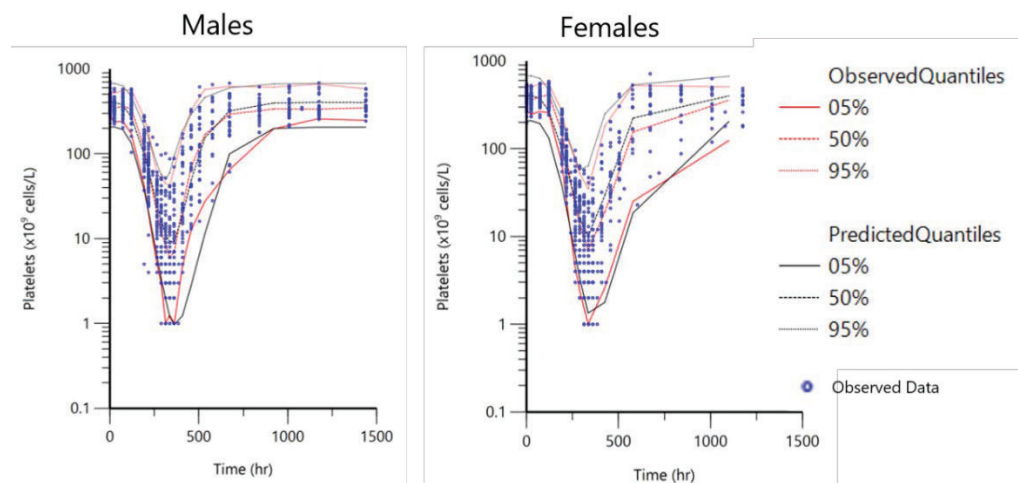 Males
Females
1000
100
10
1
0.1
Platelets (x10⁹ cells/L)
0
500
1000
1500
Time (hr)
1000
100
10
1
0.1
Platelets (x10⁹ cells/L)
0
500
1000
1500
Time (hr)
ObservedQuantiles
05%
50%
95%
PredictedQuantiles
05%
50%
95%
Observed Data